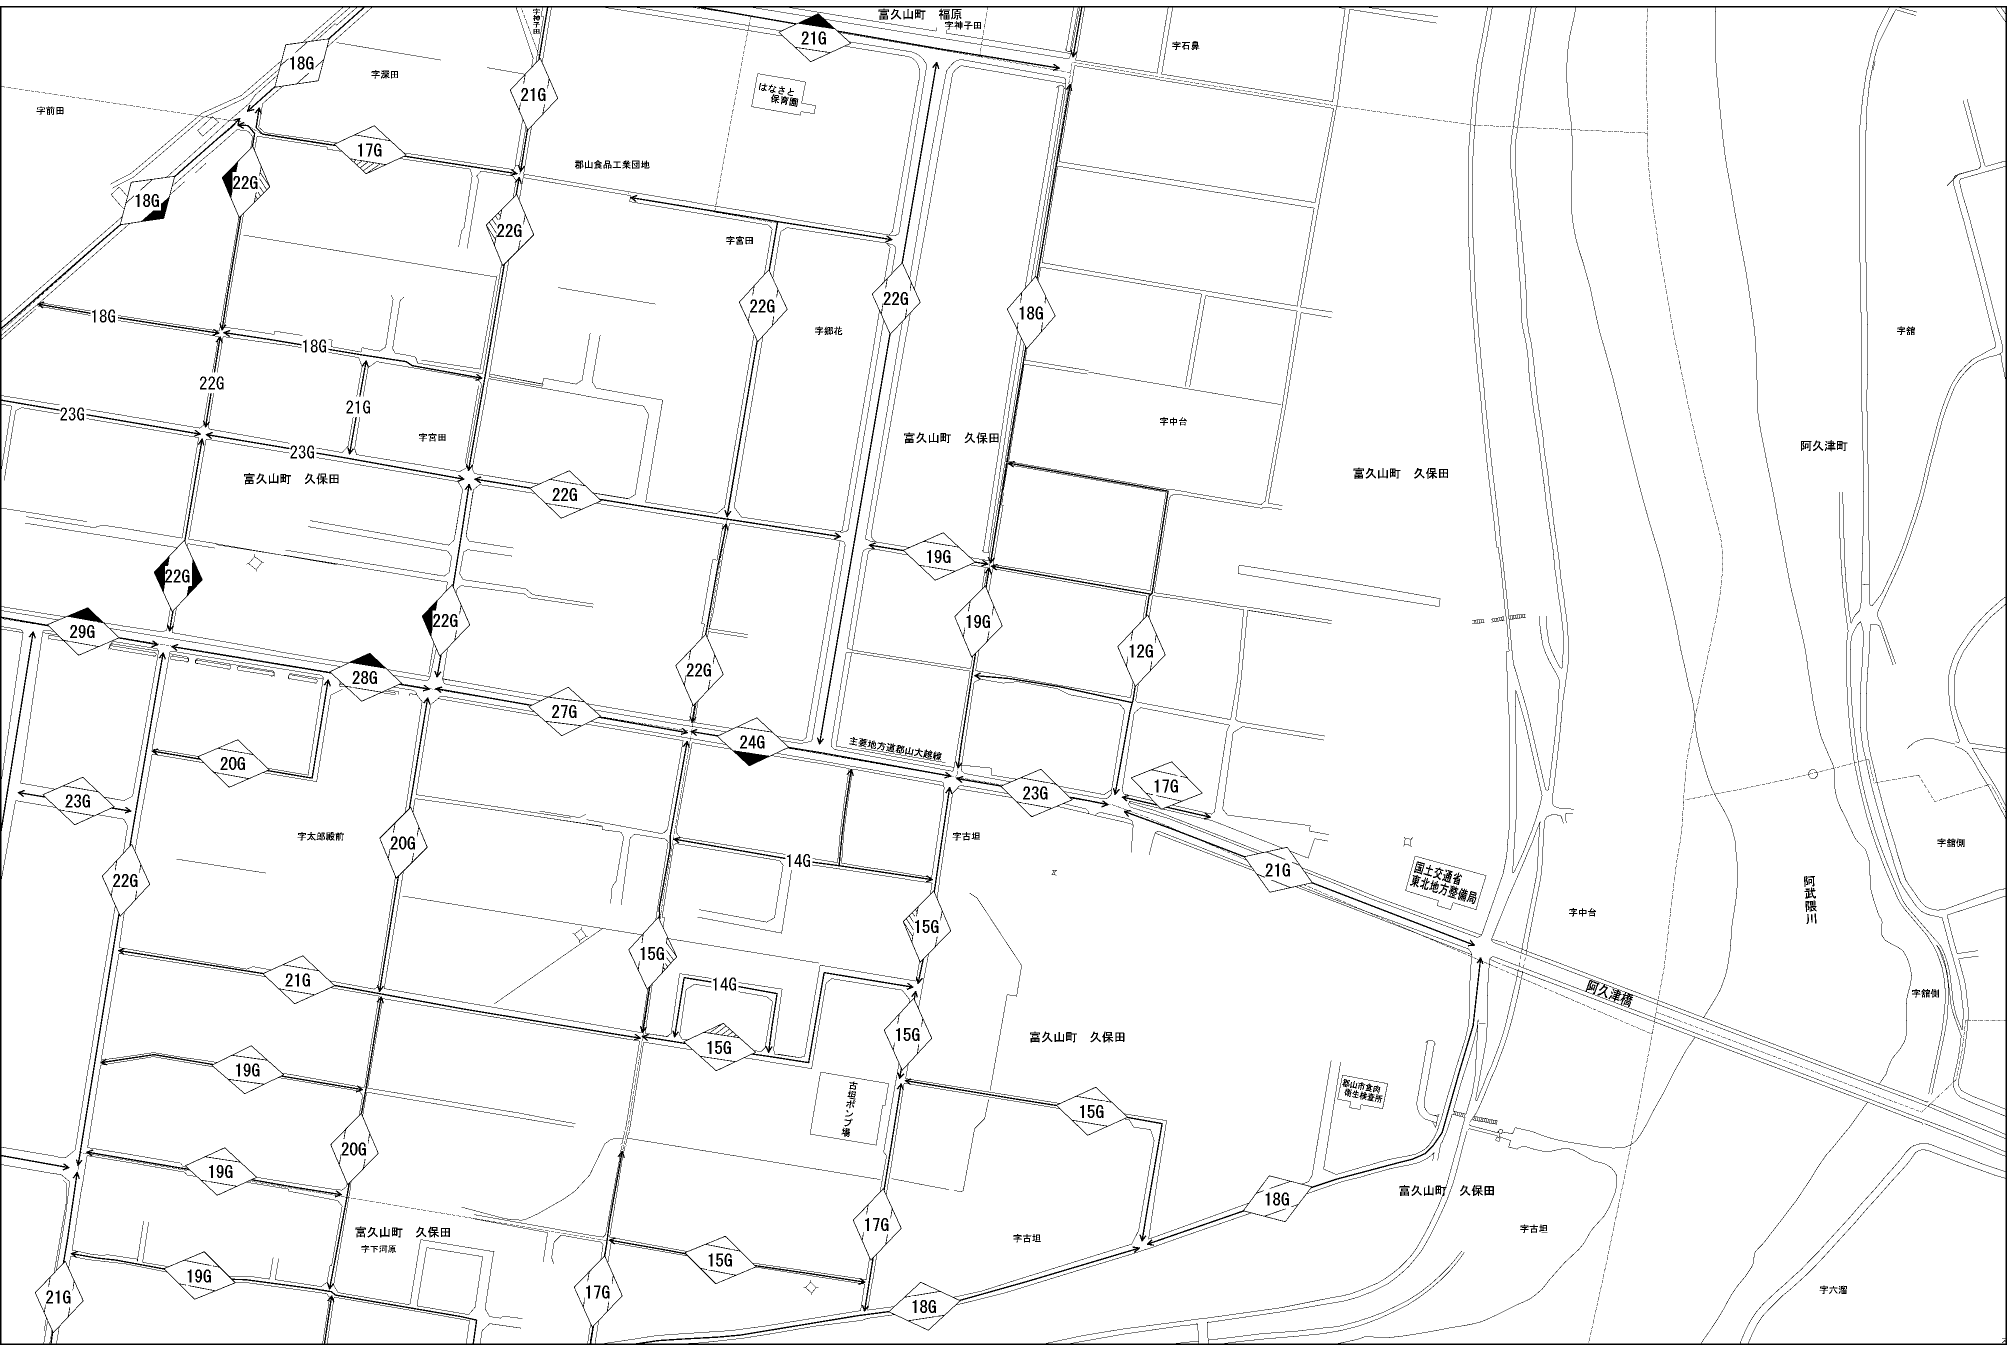 富久山町　福原
字神子田
字神子田
21G
字石鼻
18G
字深田
21G
はなさと
保育園
字前田
17G
郡山食品工業団地
22G
18G
22G
字宮田
22G
22G
18G
18G
字郷花
字舘
18G
22G
21G
23G
字宮田
字中台
富久山町　久保田
23G
富久山町　久保田
富久山町　久保田
阿久津町
22G
19G
22G
22G
19G
29G
12G
28G
22G
27G
24G
主要地方道郡山大越線
20G
23G
17G
23G
字太郎殿前
20G
字古坦
字舘側
14G
21G
22G
国土交通省
東北地方整備局
阿武隈川
字中台
15G
15G
21G
14G
阿久津橋
字舘側
15G
15G
富久山町　久保田
19G
古坦ポンプ場
郡山市食肉
衛生検査所
15G
20G
19G
18G
富久山町　久保田
17G
字古坦
富久山町　久保田
字下河原
字古坦
15G
19G
21G
17G
18G
字六溜